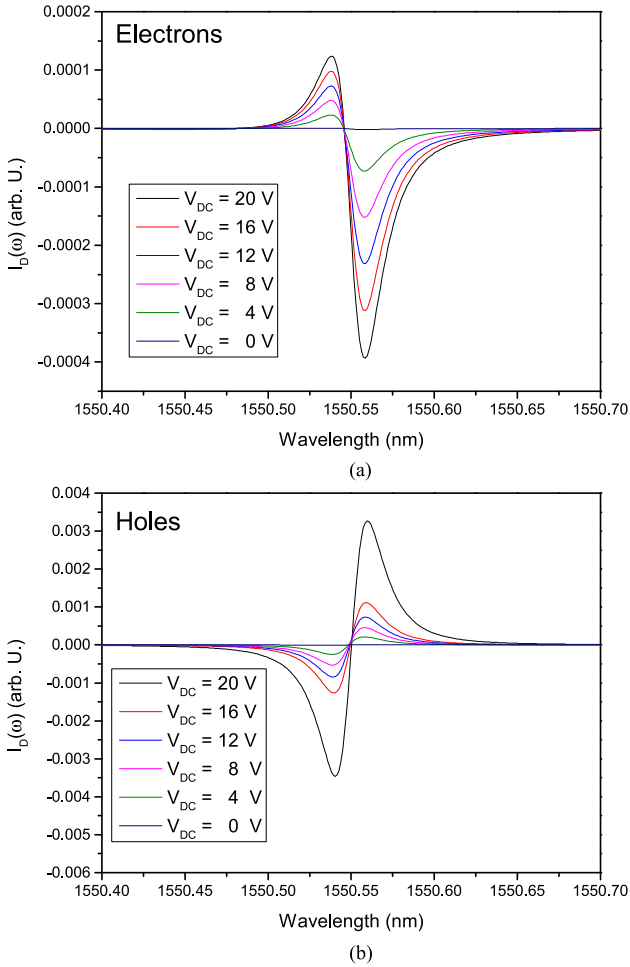 Electrons
0.0002
0.0001
0.0000
-0.0001
-0.0002
-0.0003
-0.0004
I_D(ω) (arb. U.)
V_DC = 20 V
V_DC = 16 V
V_DC = 12 V
V_DC = 8 V
V_DC = 4 V
V_DC = 0 V
1550.40 1550.45 1550.50 1550.55 1550.60 1550.65 1550.70
Wavelength (nm)
(a)
Holes
0.004
0.003
0.002
0.001
0.000
-0.001
-0.002
-0.003
-0.004
-0.005
-0.006
I_D(ω) (arb. U.)
V_DC = 20 V
V_DC = 16 V
V_DC = 12 V
V_DC = 8 V
V_DC = 4 V
V_DC = 0 V
1550.40 1550.45 1550.50 1550.55 1550.60 1550.65 1550.70
Wavelength (nm)
(b)